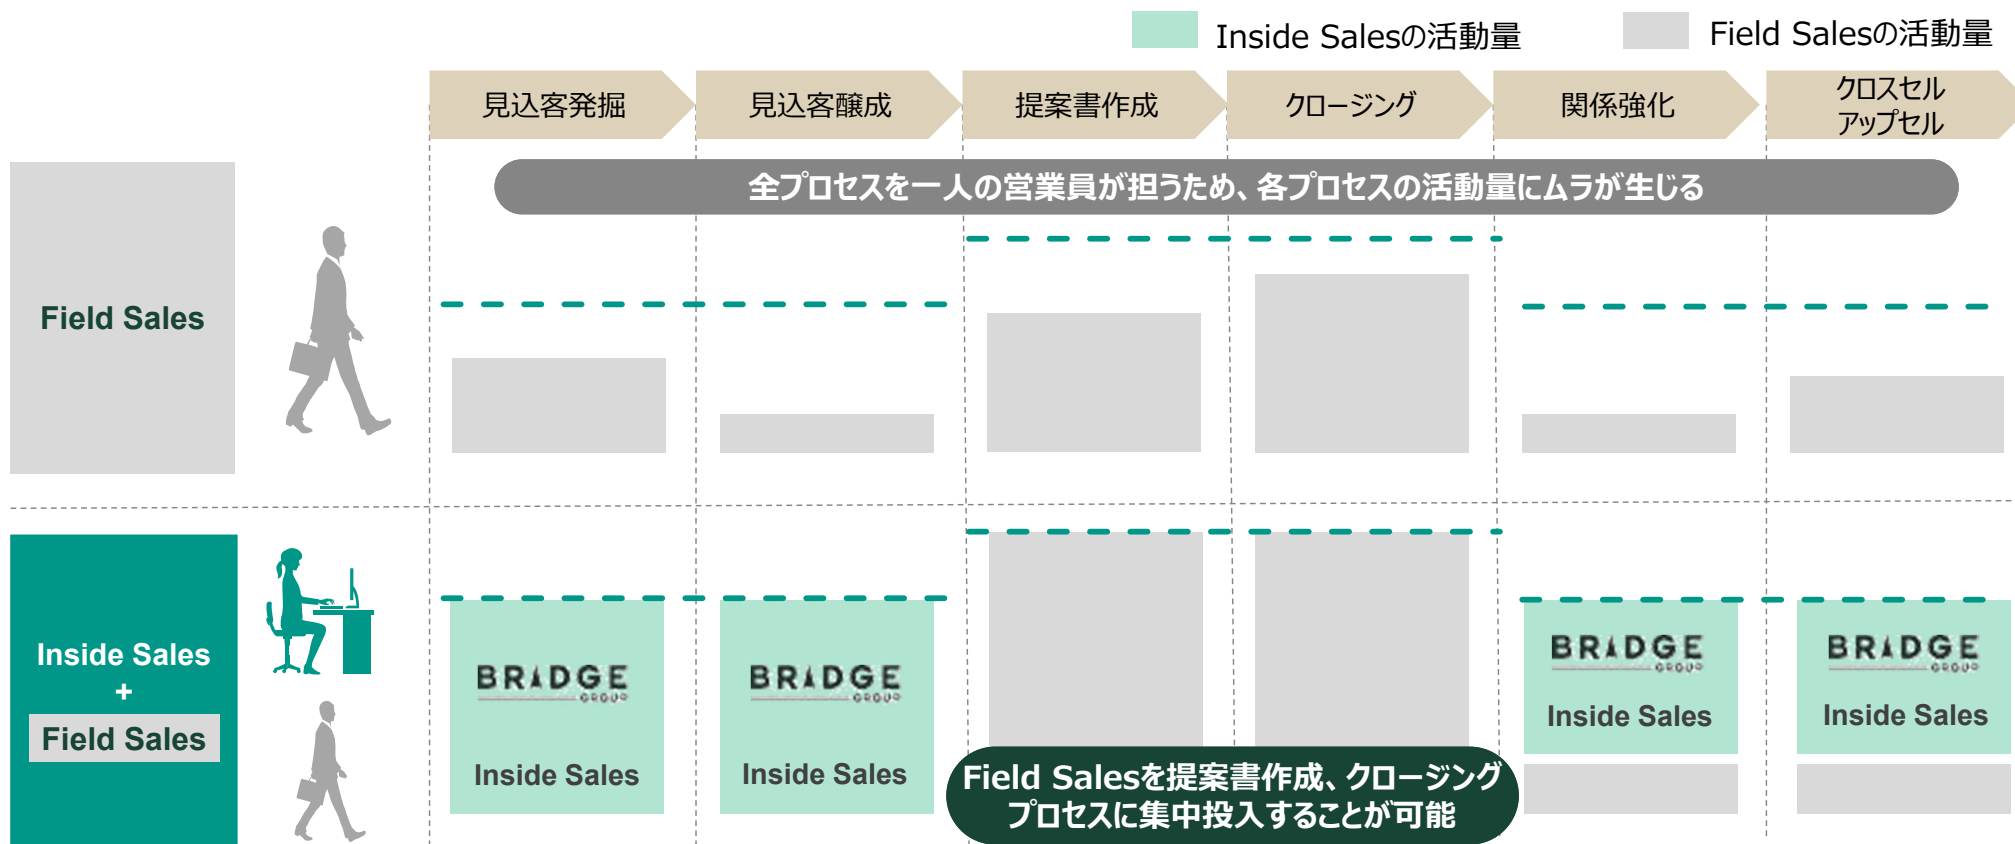 Inside Salesの活動量
Field Salesの活動量
見込客発掘
見込客醸成
提案書作成
クロージング
関係強化
クロスセル
アップセル
全プロセスを一人の営業員が担うため、各プロセスの活動量にムラが生じる
Field Sales
Inside Sales
+
Field Sales
BRIDGE
GROUP
Inside Sales
BRIDGE
GROUP
Inside Sales
Field Salesを提案書作成、クロージング
プロセスに集中投入することが可能
BRIDGE
GROUP
Inside Sales
BRIDGE
GROUP
Inside Sales